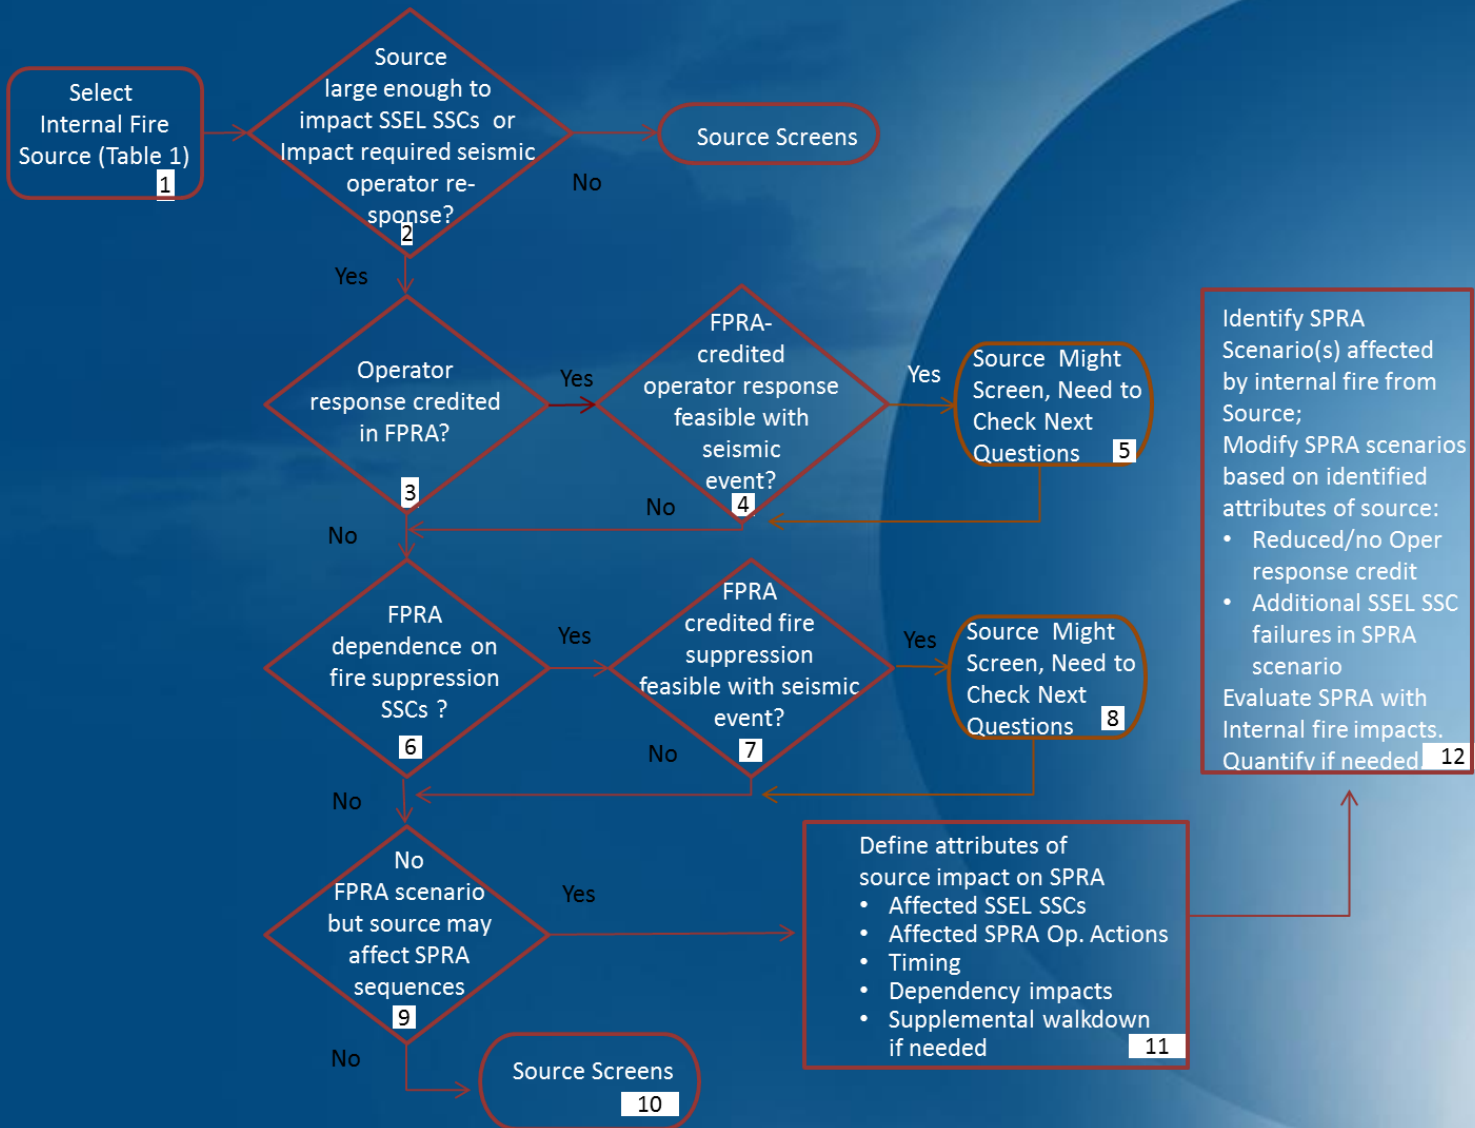 Select
Internal Fire
Source (Table 1)
1
Source
large enough to
impact SSEL SSCs or
Impact required seismic
operator re-
sponse?
2
No
Source Screens
Yes
Operator
response credited
in FPRA?
3
Yes
FPRA-
credited
operator response
feasible with
seismic
event?
4
Yes
Source Might
Screen, Need to
Check Next
Questions
5
No
No
FPRA
dependence on
fire suppression
SSCs ?
6
Yes
FPRA
credited fire
suppression
feasible with seismic
event?
7
Yes
Source Might
Screen, Need to
Check Next
Questions
8
No
No
No
FPRA scenario
but source may
affect SPRA
sequences
9
Yes
No
Source Screens
10
Define attributes of
source impact on SPRA
• Affected SSEL SSCs
• Affected SPRA Op. Actions
• Timing
• Dependency impacts
• Supplemental walkdown
if needed
11
Identify SPRA
Scenario(s) affected
by internal fire from
Source;
Modify SPRA scenarios
based on identified
attributes of source:
• Reduced/no Oper
response credit
• Additional SSEL SSC
failures in SPRA
scenario
Evaluate SPRA with
Internal fire impacts.
Quantify if needed.
12